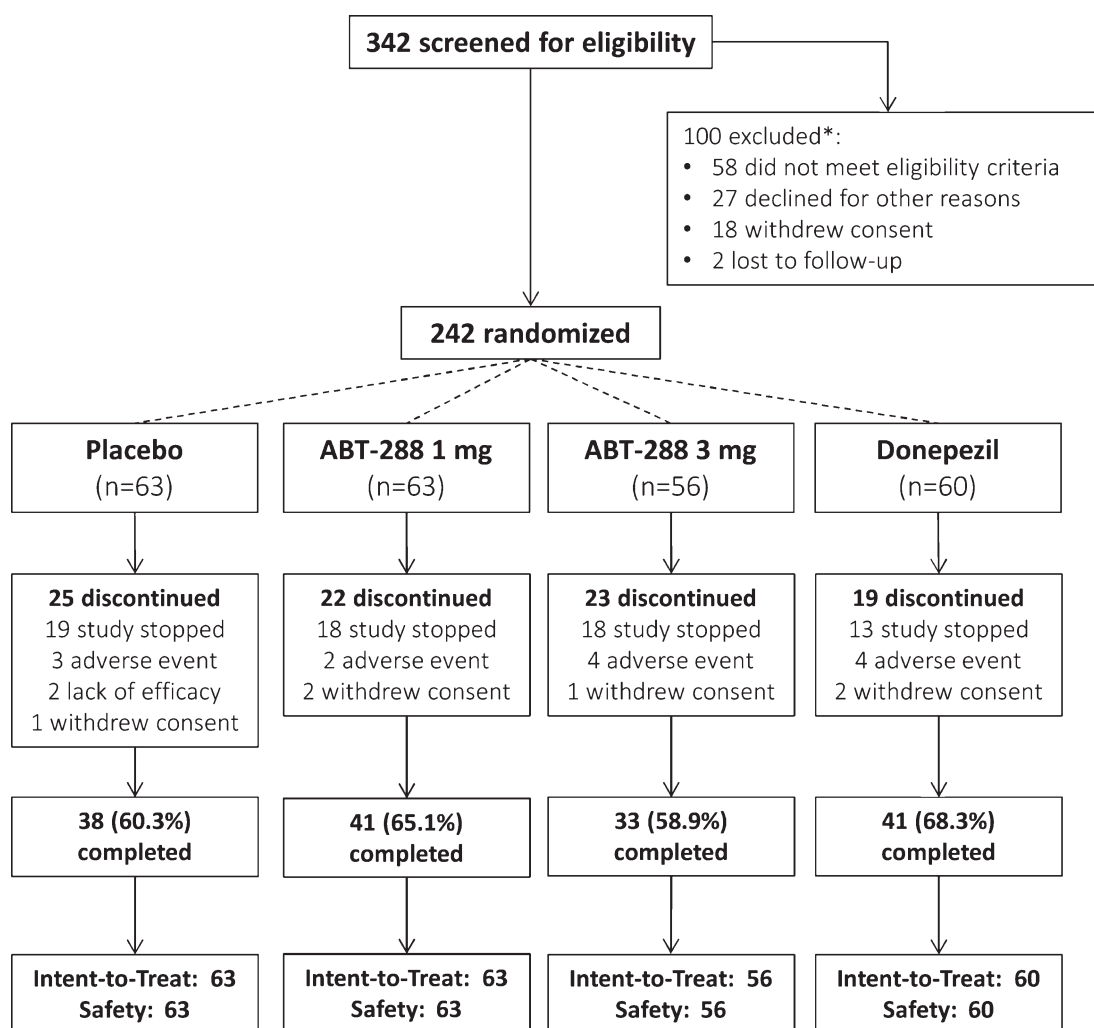 342 screened for eligibility
100 excluded*:
• 58 did not meet eligibility criteria
• 27 declined for other reasons
• 18 withdrew consent
• 2 lost to follow-up
242 randomized
Placebo
(n=63)
ABT-288 1 mg
(n=63)
ABT-288 3 mg
(n=56)
Donepezil
(n=60)
25 discontinued
19 study stopped
3 adverse event
2 lack of efficacy
1 withdrew consent
22 discontinued
18 study stopped
2 adverse event
2 withdrew consent
23 discontinued
18 study stopped
4 adverse event
1 withdrew consent
19 discontinued
13 study stopped
4 adverse event
2 withdrew consent
38 (60.3%)
completed
41 (65.1%)
completed
33 (58.9%)
completed
41 (68.3%)
completed
Intent-to-Treat: 63
Safety: 63
Intent-to-Treat: 63
Safety: 63
Intent-to-Treat: 56
Safety: 56
Intent-to-Treat: 60
Safety: 60